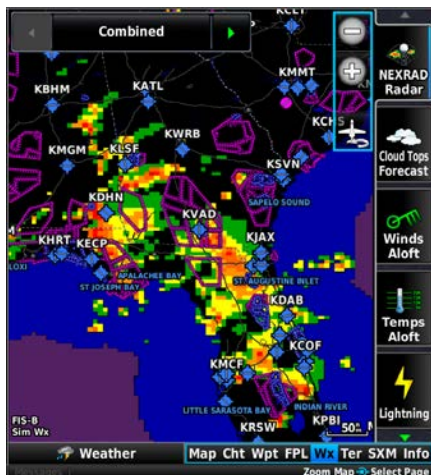 KCLT
Combined
KMMT
NEXRAD
Radar
KBHM
KATL
KCHS
KWRB
KMGM
KLSF
KSVN
Cloud Tops
Forecast
SAPELO SOUND
KDHN
KVAD
KHRT
KECP
KJAX
Winds
Aloft
LOXI
APALACHEE BAY
ST AUGUSTINE INLET
ST JOSEPH BAY
KDAB
Temps
Aloft
KCOF
KMCF
LITTLE SARASOTA BAY
INDIAN RIVER
Lightning
FIS-B
Sim Wx
KRSW
KPBI
50
Weather
Map Cht Wpt FPL Wx Ter SXM Info
Messages
Zoom Map
Select Page